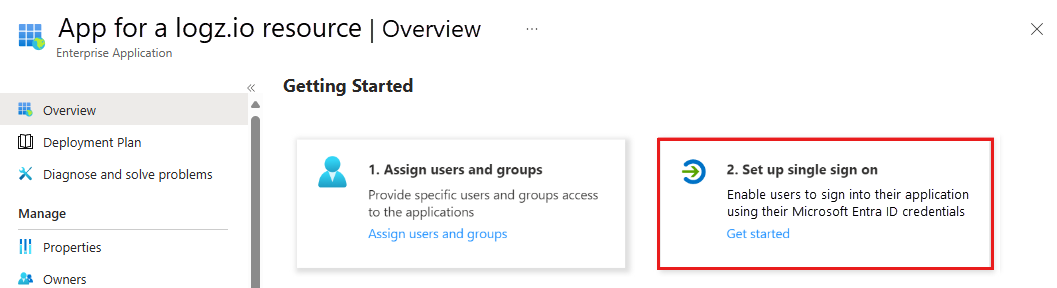 App for a logz.io resource | Overview ...
Enterprise Application
«
Overview
Deployment Plan
Diagnose and solve problems
Manage
Properties
Owners
Getting Started
1. Assign users and groups
Provide specific users and groups access
to the applications
Assign users and groups
2. Set up single sign on
Enable users to sign into their application
using their Microsoft Entra ID credentials
Get started